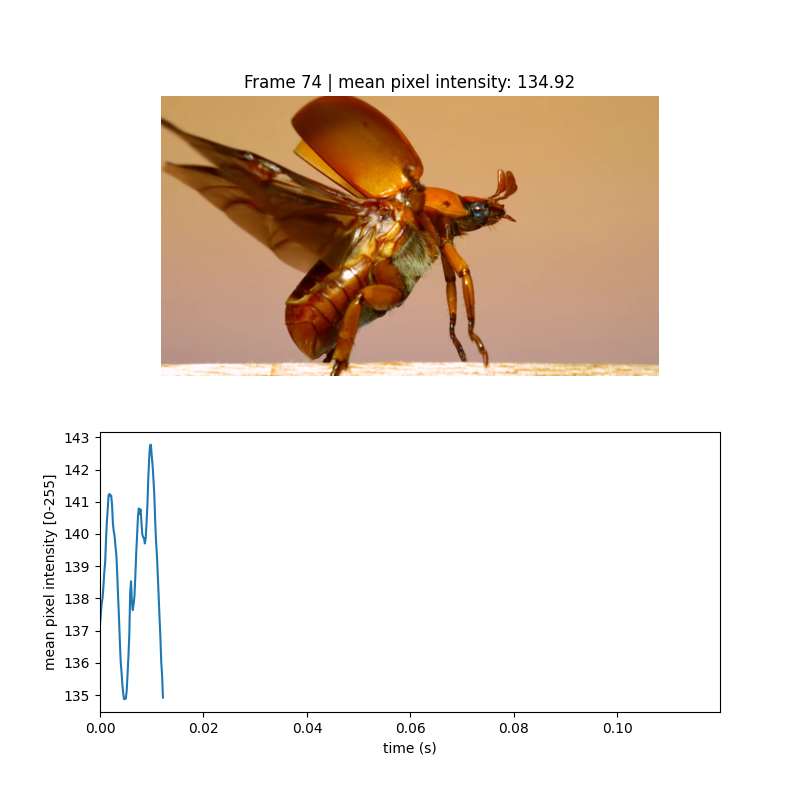 Frame 74 | mean pixel intensity: 134.92
mean pixel intensity [0-255]
143
142
141
140
139
138
137
136
135
0.00 0.02 0.04 0.06 0.08 0.10
time (s)